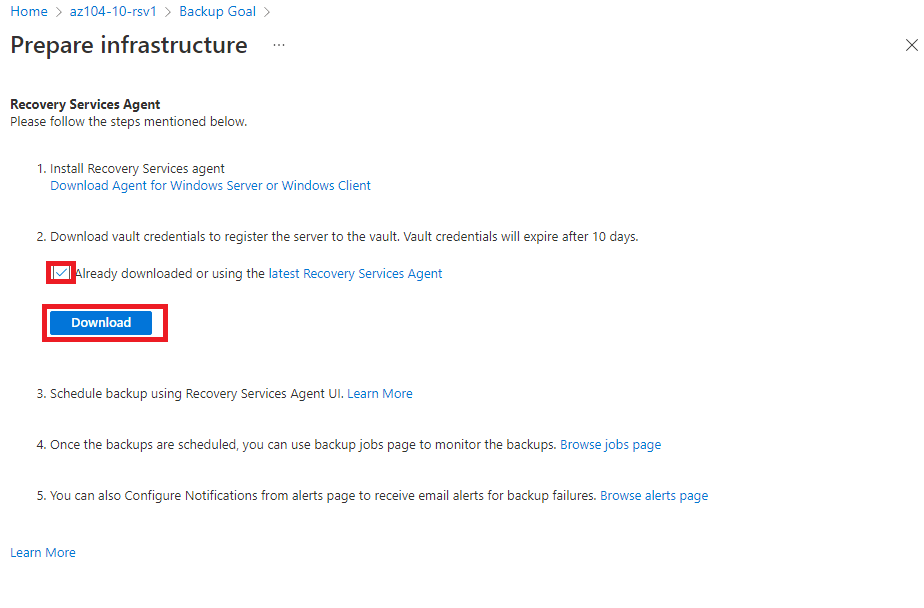 Home > az104-10-rsv1 > Backup Goal >
Prepare infrastructure ...
Recovery Services Agent
Please follow the steps mentioned below.
1. Install Recovery Services agent
Download Agent for Windows Server or Windows Client
2. Download vault credentials to register the server to the vault. Vault credentials will expire after 10 days.
Already downloaded or using the latest Recovery Services Agent
Download
3. Schedule backup using Recovery Services Agent UI. Learn More
4. Once the backups are scheduled, you can use backup jobs page to monitor the backups. Browse jobs page
5. You can also Configure Notifications from alerts page to receive email alerts for backup failures. Browse alerts page
Learn More